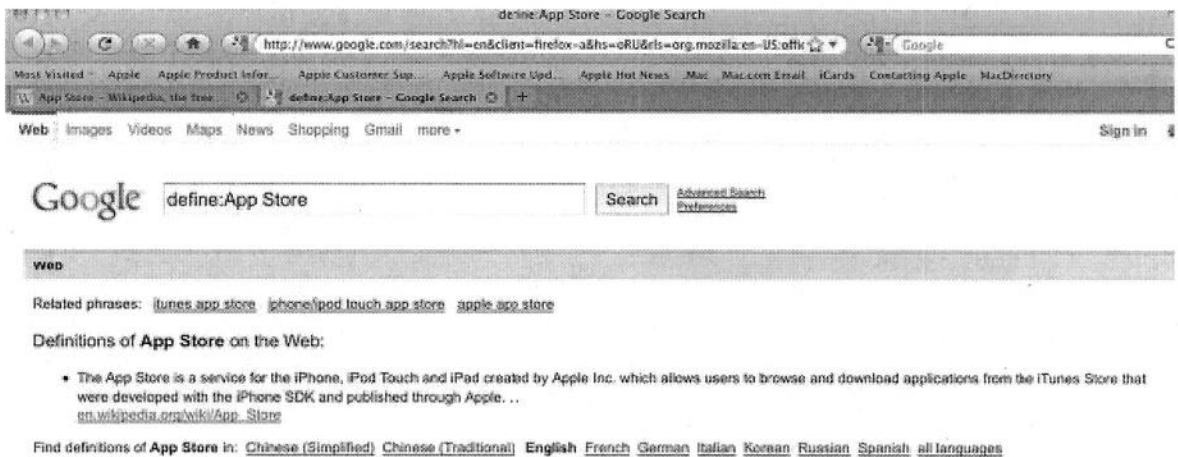 define:App Store – Google Search
http://www.google.com/search?hl=en&client=firefox-a&hs=oRU&rls=org.mozilla:en-US:offic Google
Most Visited Apple Apple Product Infor... Apple Customer Sup... Apple Software Upd... Apple Hot News .Mac Mac.com Email iCards Contacting Apple MacDirectory
App Store – Wikipedia, the free define:App Store – Google Search +
Web Images Videos Maps News Shopping Gmail more Sign in
Google define:App Store Search Advanced Search
Preferences
Web
Related phrases: itunes app store iphone/ipod touch app store apple app store
Definitions of App Store on the Web:
• The App Store is a service for the iPhone, iPod Touch and iPad created by Apple Inc. which allows users to browse and download applications from the iTunes Store that
were developed with the iPhone SDK and published through Apple. ..
en.wikipedia.org/wiki/App_Store
Find definitions of App Store in: Chinese (Simplified) Chinese (Traditional) English French German Italian Korean Russian Spanish all languages